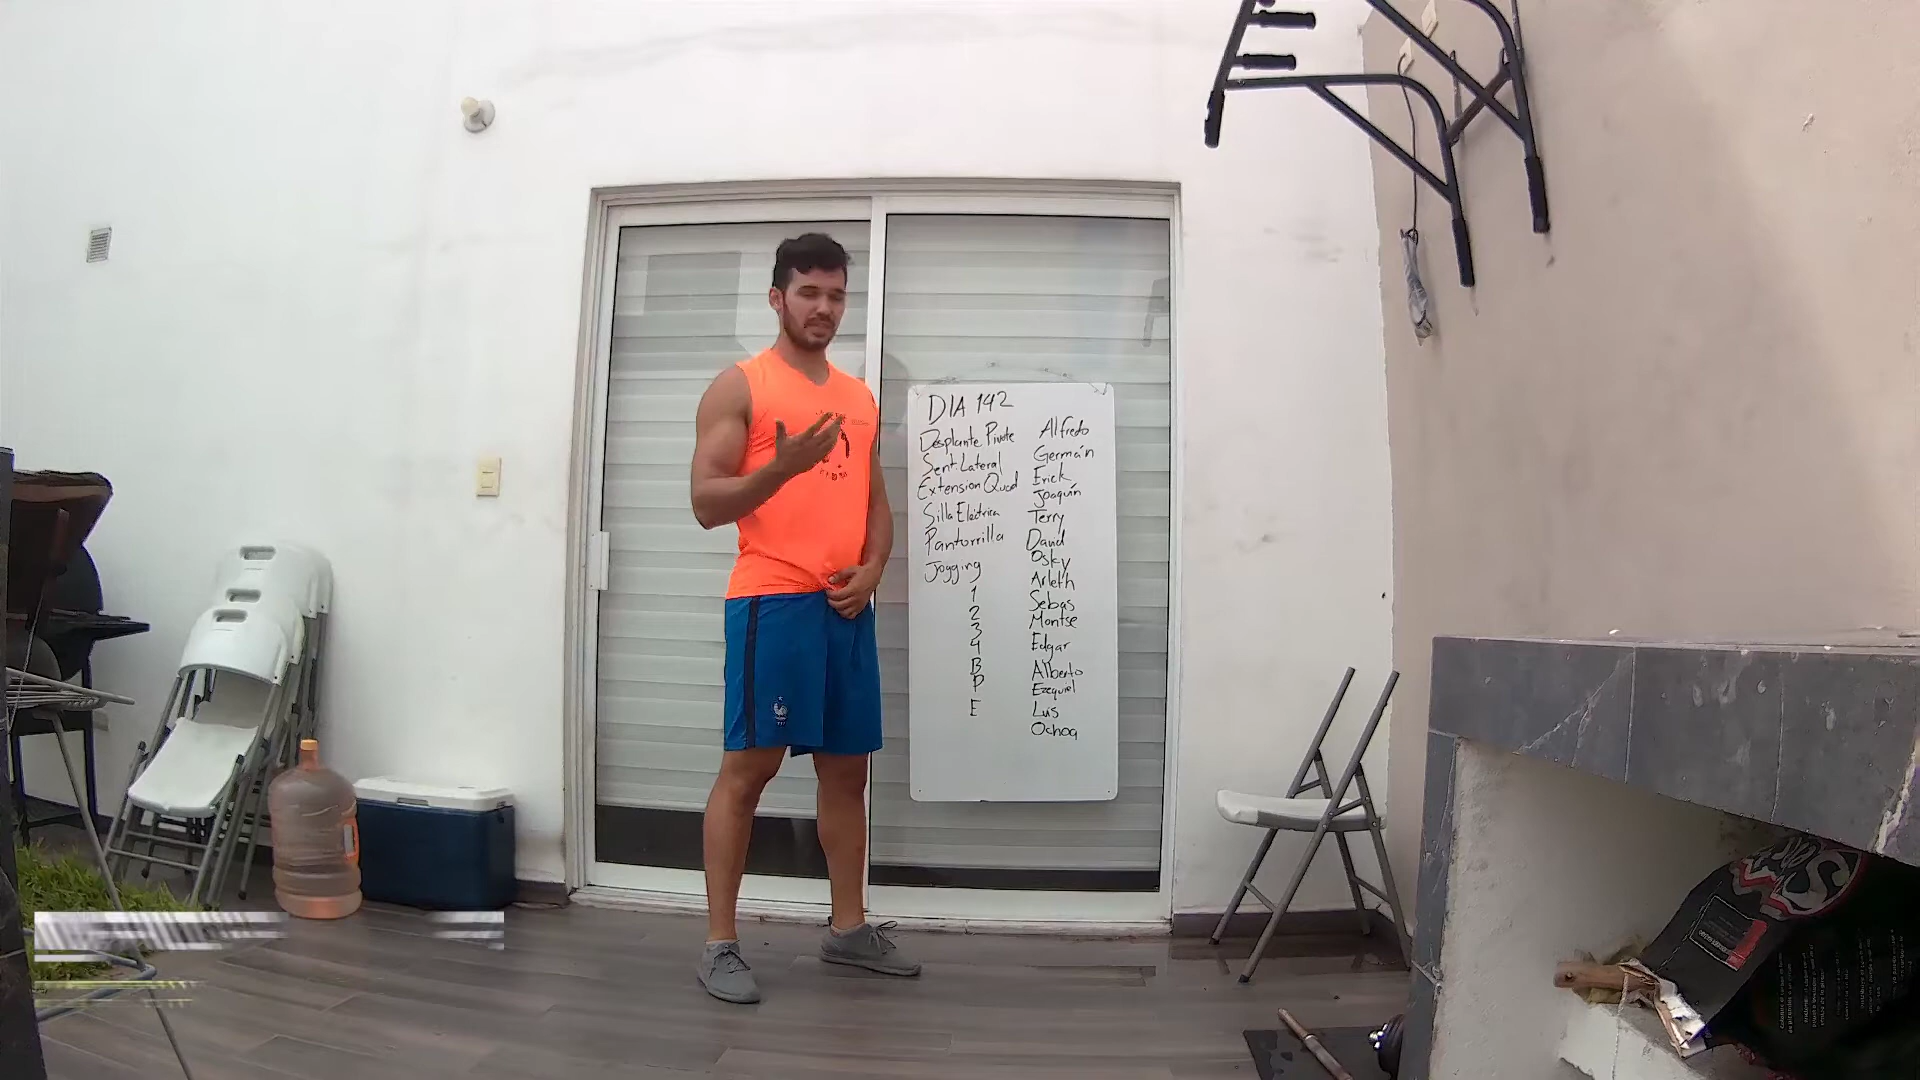 DIA 142
Desplante Pivote
Sent. Lateral
Extension Quad
Silla Eléctrica
Pantorrilla
Jogging
1
2
3
4
B
P
E
Alfredo
Germán
Erick
Joaquín
Terry
David
Osky
Arleth
Sebas
Montse
Edgar
Alberto
Ezequiel
Luis
Ochoa